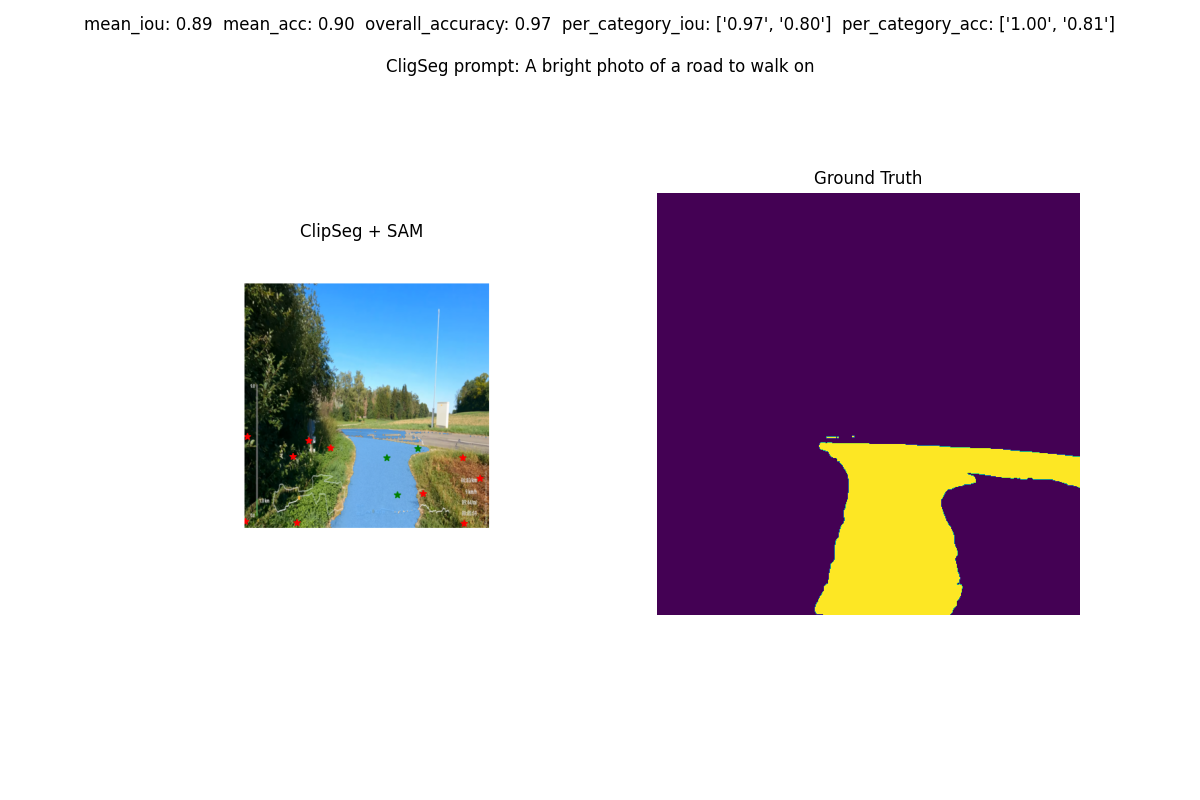 mean_iou: 0.89  mean_acc: 0.90  overall_accuracy: 0.97  per_category_iou: ['0.97', '0.80']  per_category_acc: ['1.00', '0.81']
CligSeg prompt: A bright photo of a road to walk on
Ground Truth
ClipSeg + SAM